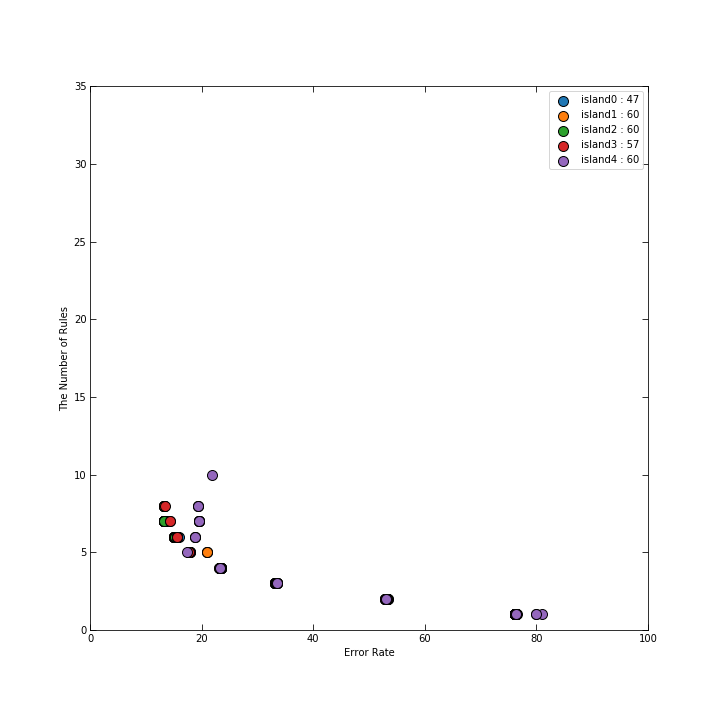 35
30
25
20
15
10
5
0
The Number of Rules
island0 : 47
island1 : 60
island2 : 60
island3 : 57
island4 : 60
0 20 40 60 80 100
Error Rate